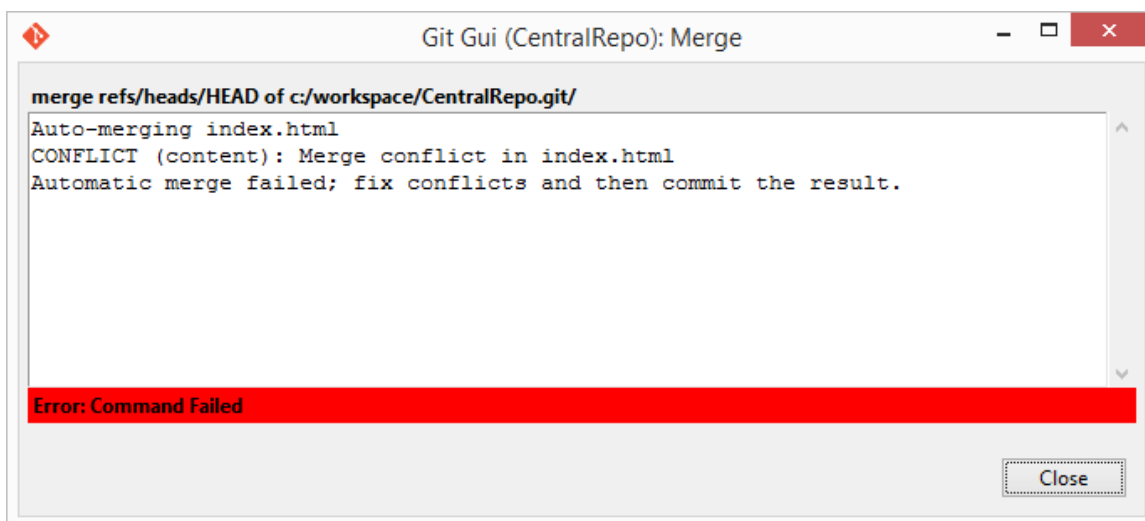 Git Gui (CentralRepo): Merge
merge refs/heads/HEAD of c:/workspace/CentralRepo.git/
Auto-merging index.html
CONFLICT (content): Merge conflict in index.html
Automatic merge failed; fix conflicts and then commit the result.
Error: Command Failed
Close